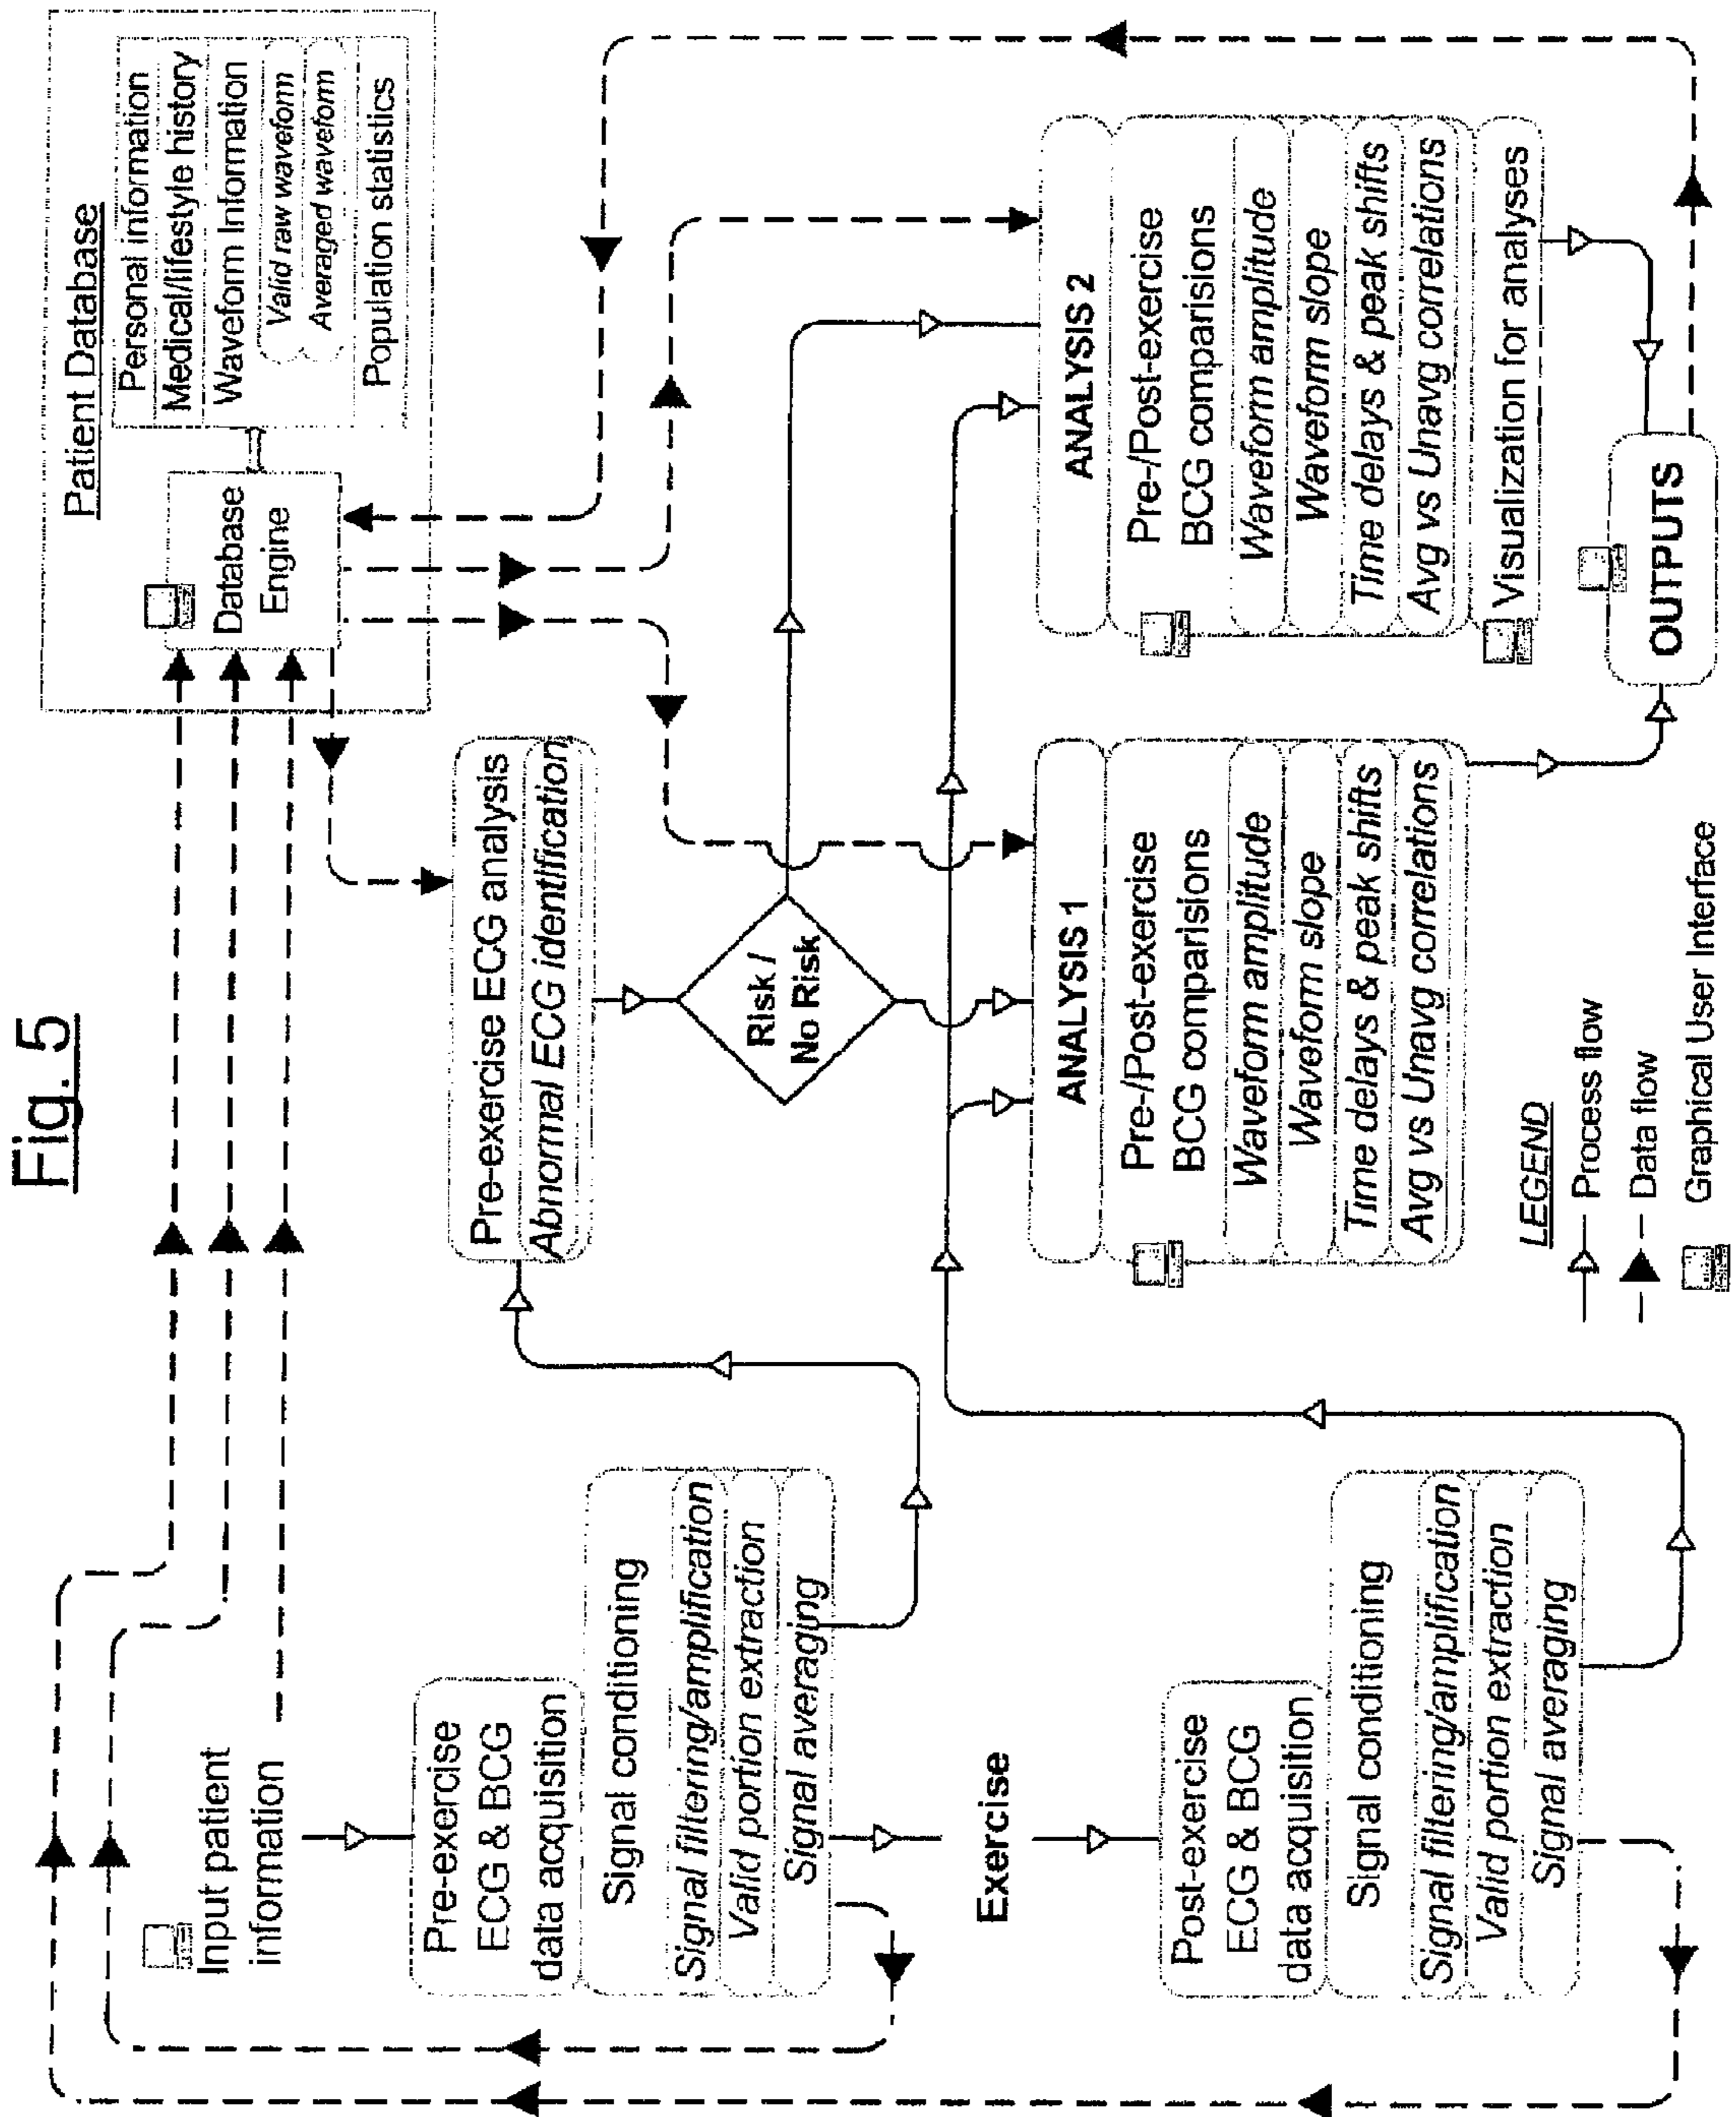 Fig. 5
Patient Database
Personal information
Medical/lifestyle history
Waveform Information
Valid raw waveform
Averaged waveform
Population statistics
Database
Engine
Input patient
information
Pre-exercise
ECG & BCG
data acquisition
Signal conditioning
Signal filtering/amplification
Valid portion extraction
Signal averaging
Exercise
Post-exercise
ECG & BCG
data acquisition
Signal conditioning
Signal filtering/amplification
Valid portion extraction
Signal averaging
Pre-exercise ECG analysis
Abnormal ECG identification
Risk /
No Risk
ANALYSIS 1
Pre-/Post-exercise
BCG comparisions
Waveform amplitude
Waveform slope
Time delays & peak shifts
Avg vs Unavg correlations
ANALYSIS 2
Pre-/Post-exercise
BCG comparisions
Waveform amplitude
Waveform slope
Time delays & peak shifts
Avg vs Unavg correlations
Visualization for analyses
OUTPUTS
LEGEND
Process flow
Data flow
Graphical User Interface